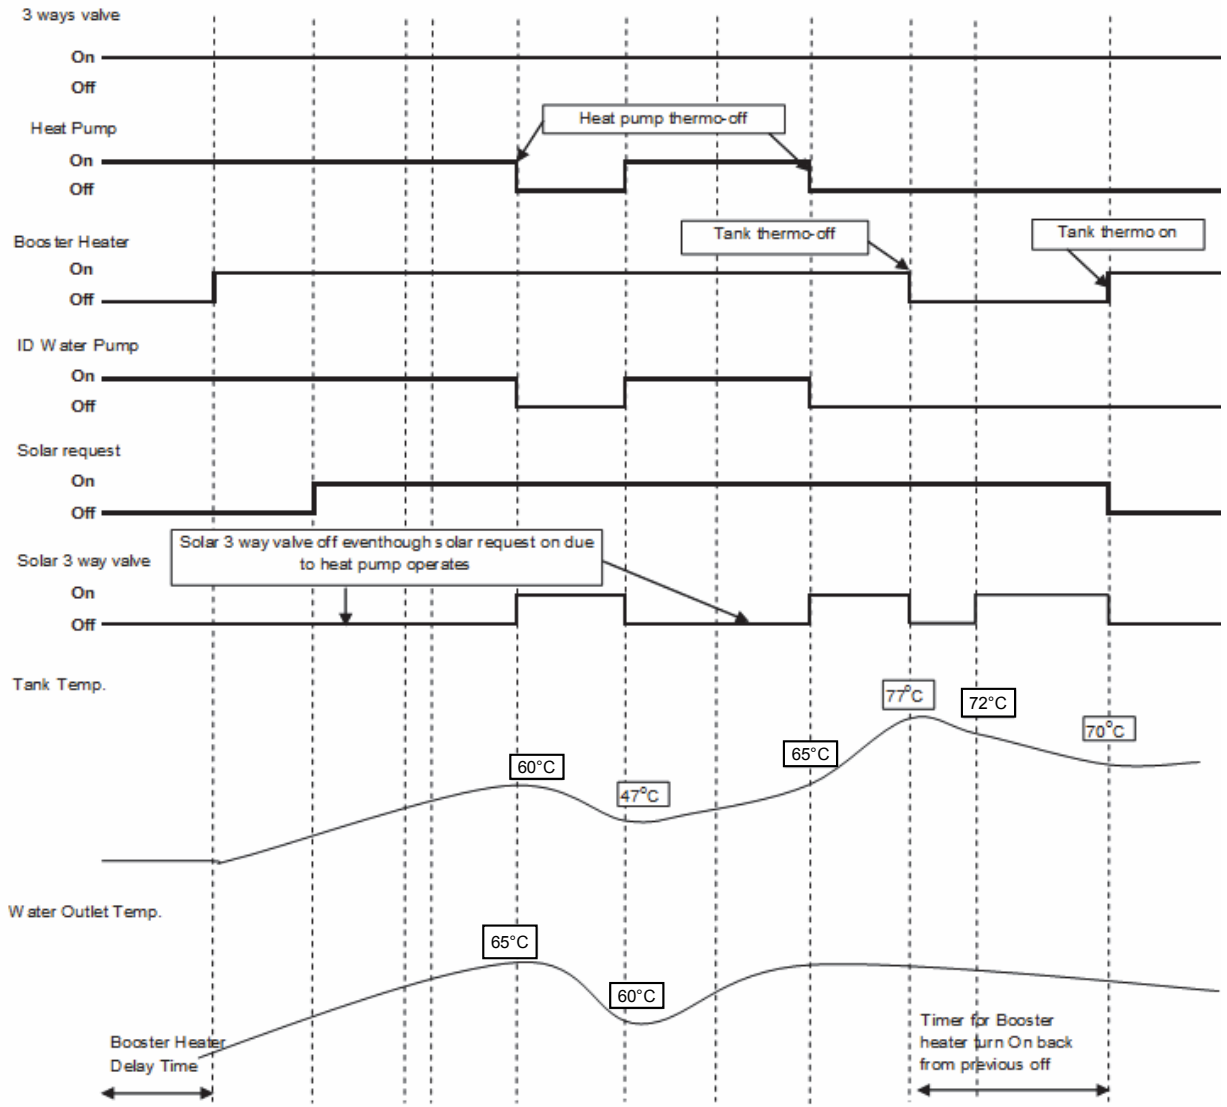 3 ways valve
On
Off
Heat Pump
Heat pump thermo-off
On
Off
Booster Heater
Tank thermo-off
Tank thermo on
On
Off
ID Water Pump
On
Off
Solar request
On
Off
Solar 3 way valve off eventhough solar request on due
to heat pump operates
Solar 3 way valve
On
Off
Tank Temp.
77°C
72°C
70°C
65°C
60°C
47°C
Water Outlet Temp.
65°C
60°C
Booster Heater
Delay Time
Timer for Booster
heater turn On back
from previous off